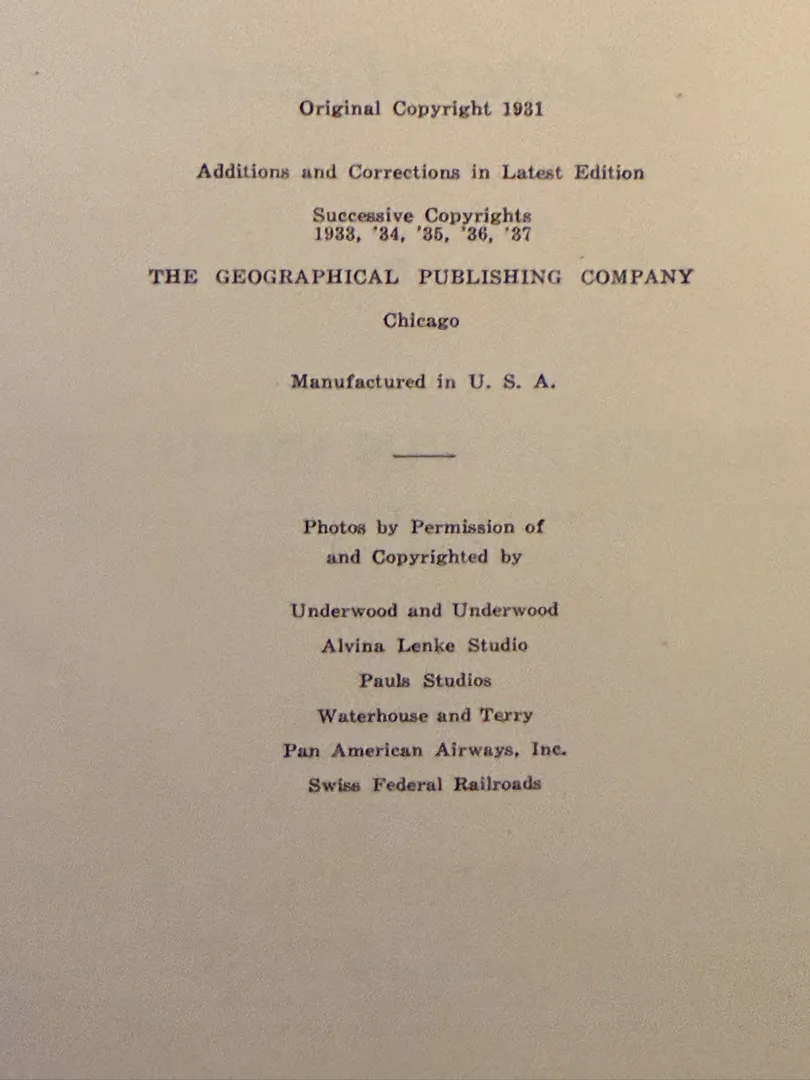 Original Copyright 1931
Additions and Corrections in Latest Edition
Successive Copyrights
1933, '34, '35, '36, '37
THE GEOGRAPHICAL PUBLISHING COMPANY
Chicago
Manufactured in U. S. A.
Photos by Permission of
and Copyrighted by
Underwood and Underwood
Alvina Lenke Studio
Pauls Studios
Waterhouse and Terry
Pan American Airways, Inc.
Swiss Federal Railroads